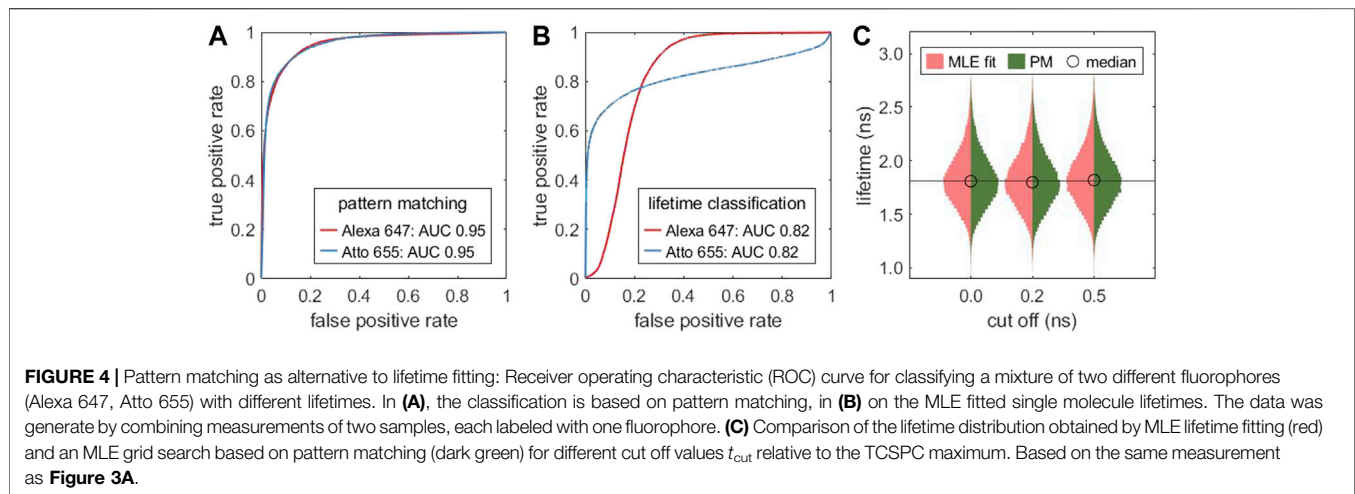 A
true positive rate
1
0.8
0.6
0.4
0.2
0
pattern matching
Alexa 647: AUC 0.95
Atto 655: AUC 0.95
0 0.2 0.4 0.6 0.8 1
false positive rate
B
true positive rate
1
0.8
0.6
0.4
0.2
0
lifetime classification
Alexa 647: AUC 0.82
Atto 655: AUC 0.82
0 0.2 0.4 0.6 0.8 1
false positive rate
C
lifetime (ns)
3.0
2.5
2.0
1.5
1.0
MLE fit PM median
0.0 0.2 0.5
cut off (ns)
FIGURE 4 | Pattern matching as alternative to lifetime fitting: Receiver operating characteristic (ROC) curve for classifying a mixture of two different fluorophores
(Alexa 647, Atto 655) with different lifetimes. In (A), the classification is based on pattern matching, in (B) on the MLE fitted single molecule lifetimes. The data was
generate by combining measurements of two samples, each labeled with one fluorophore. (C) Comparison of the lifetime distribution obtained by MLE lifetime fitting (red)
and an MLE grid search based on pattern matching (dark green) for different cut off values tcut relative to the TCSPC maximum. Based on the same measurement
as Figure 3A.